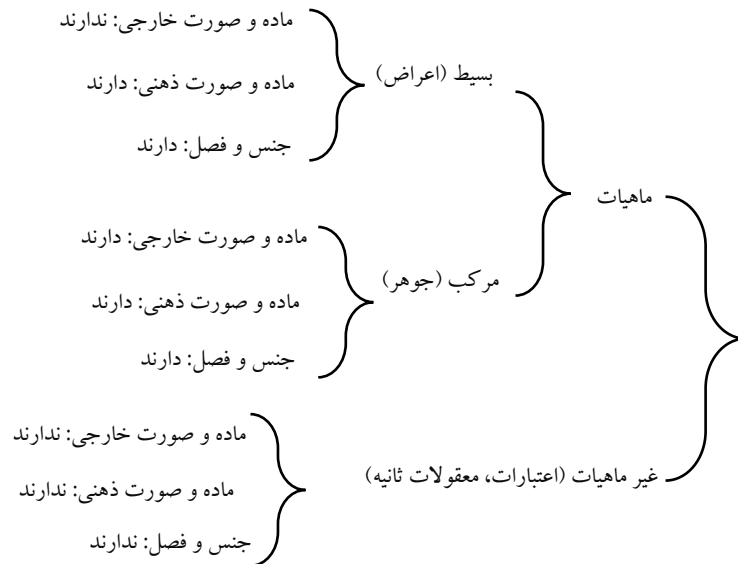 ماهیات
بسیط (اعراض)
ماده و صورت خارجی: ندارند
ماده و صورت ذهنی: دارند
جنس و فصل: دارند
مرکب (جوهر)
ماده و صورت خارجی: دارند
ماده و صورت ذهنی: دارند
جنس و فصل: دارند
غیر ماهیات (اعتبارات، معقولات ثانیه)
ماده و صورت خارجی: ندارند
ماده و صورت ذهنی: ندارند
جنس و فصل: ندارند